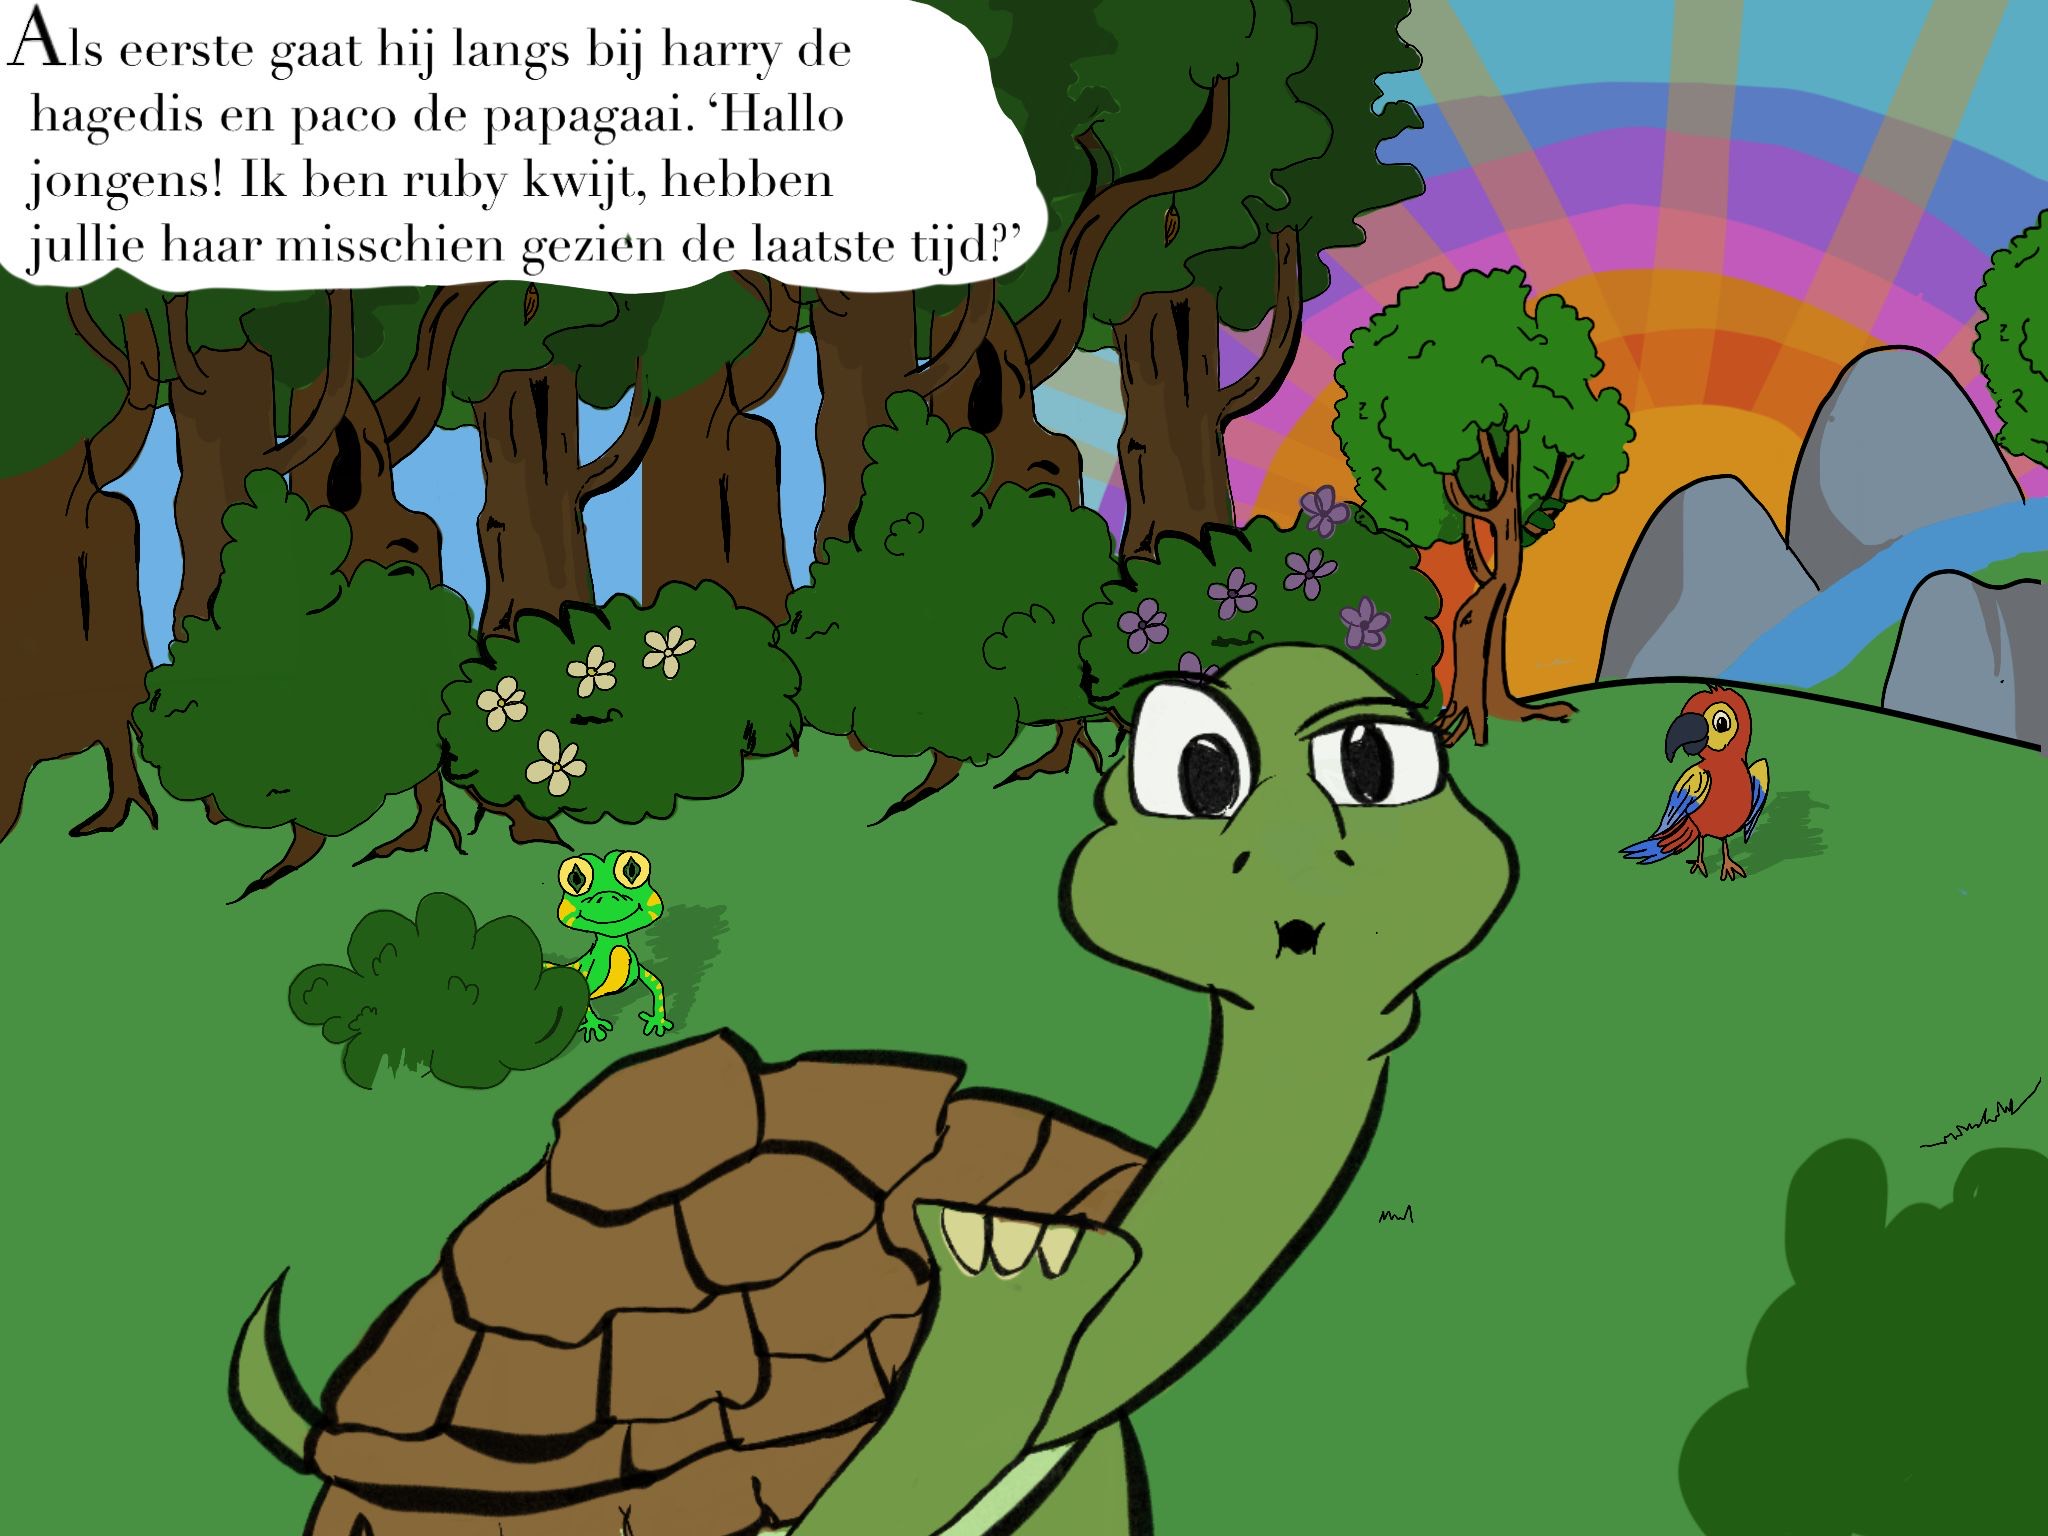 Als eerste gaat hij langs bij harry de
hagedis en paco de papagaai. ‘Hallo
jongens! Ik ben ruby kwijt, hebben
jullie haar misschien gezien de laatste tijd?’